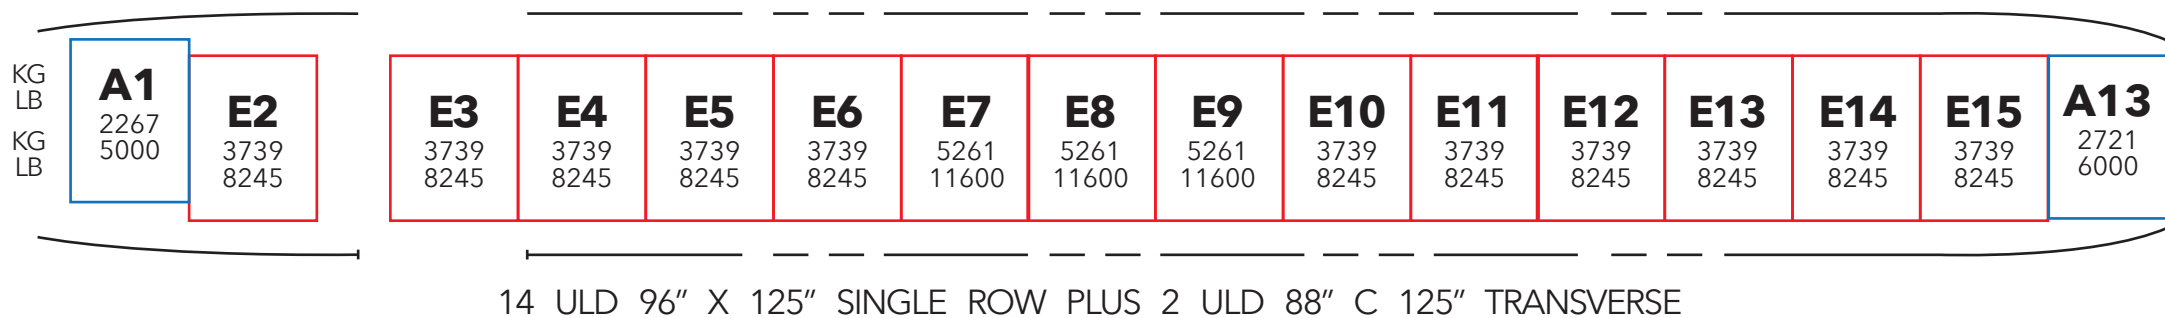 KG
LB
KG
LB
A1
2267
5000
E2
3739
8245
E3
3739
8245
E4
3739
8245
E5
3739
8245
E6
3739
8245
E7
5261
11600
E8
5261
11600
E9
5261
11600
E10
3739
8245
E11
3739
8245
E12
3739
8245
E13
3739
8245
E14
3739
8245
E15
3739
8245
A13
2721
6000
14 ULD 96” X 125” SINGLE ROW PLUS 2 ULD 88” C 125” TRANSVERSE